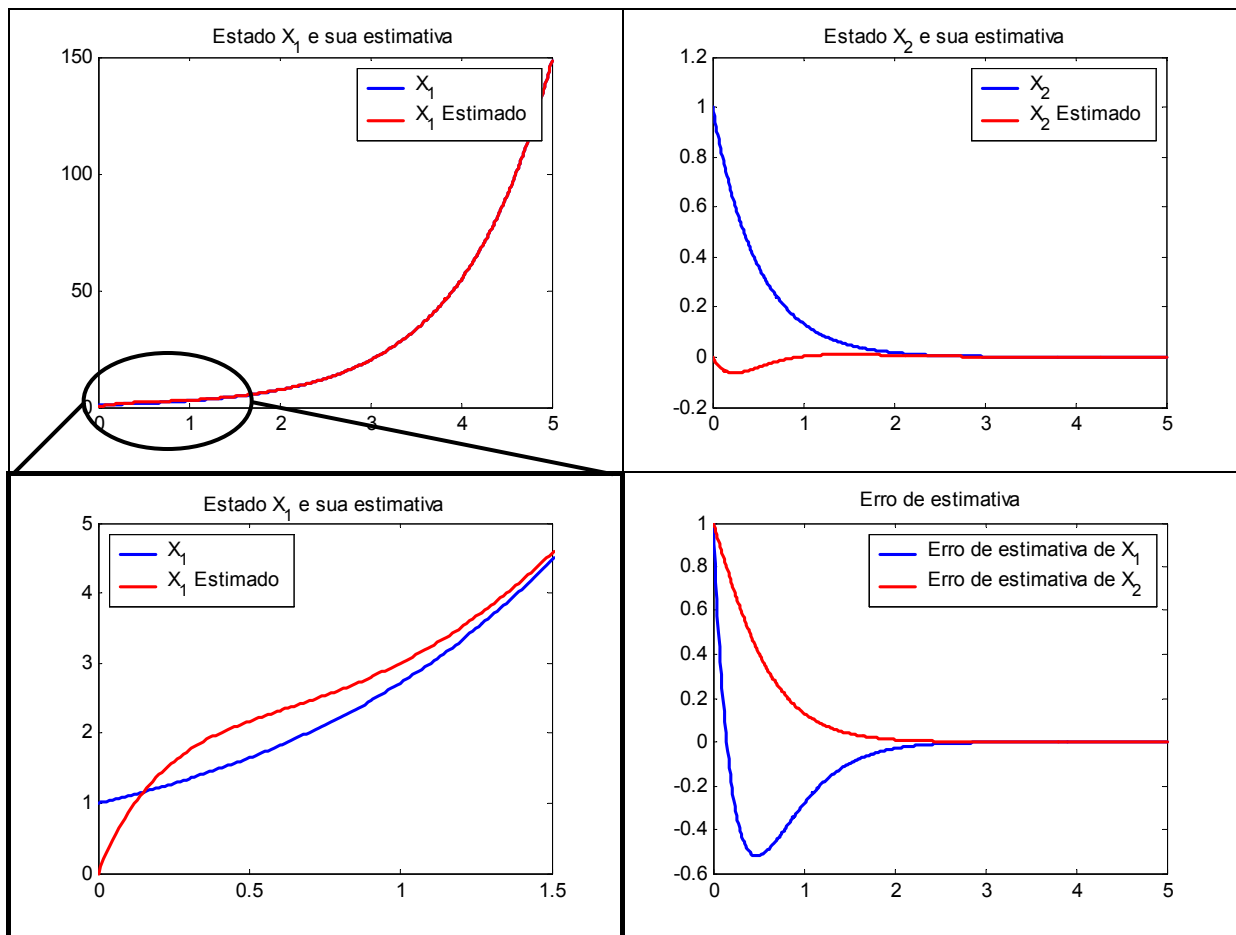 Estado X1 e sua estimativa
150
100
50
0
0 1 2 3 4 5
X1
X1 Estimado
Estado X2 e sua estimativa
1.2
1
0.8
0.6
0.4
0.2
0
-0.2
0 1 2 3 4 5
X2
X2 Estimado
Estado X1 e sua estimativa
5
4
3
2
1
0
0 0.5 1 1.5
X1
X1 Estimado
Erro de estimativa
1
0.8
0.6
0.4
0.2
0
-0.2
-0.4
-0.6
0 1 2 3 4 5
Erro de estimativa de X1
Erro de estimativa de X2